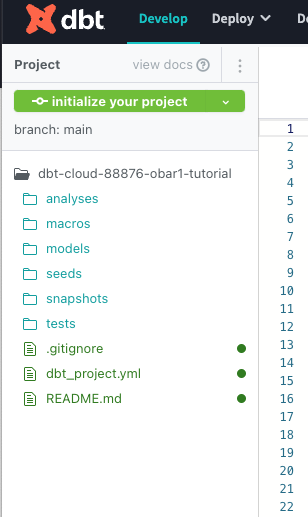 dbt Develop Deploy D
Project view docs
initialize your project
branch: main
dbt-cloud-88876-obar1-tutorial
analyses
macros
models
seeds
snapshots
tests
.gitignore
dbt_project.yml
README.md
1
2
3
4
5
6
7
8
9
10
11
12
13
14
15
16
17
18
19
20
21
22